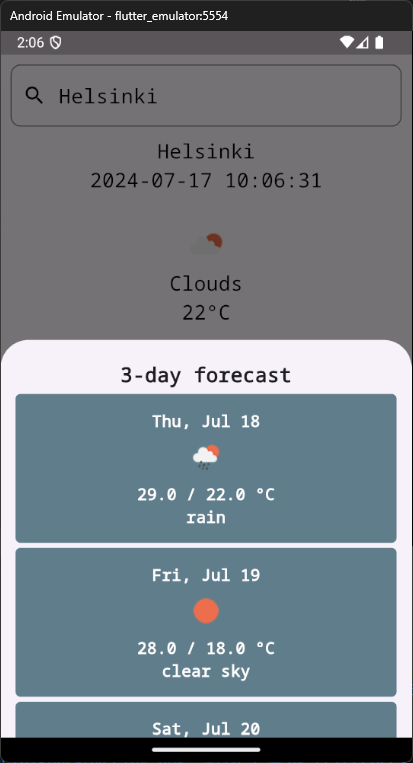 Android Emulator - flutter_emulator:5554
2:06
Helsinki
Helsinki
2024-07-17 10:06:31
Clouds
22°C
3-day forecast
Thu, Jul 18
29.0 / 22.0 °C
rain
Fri, Jul 19
28.0 / 18.0 °C
clear sky
Sat, Jul 20